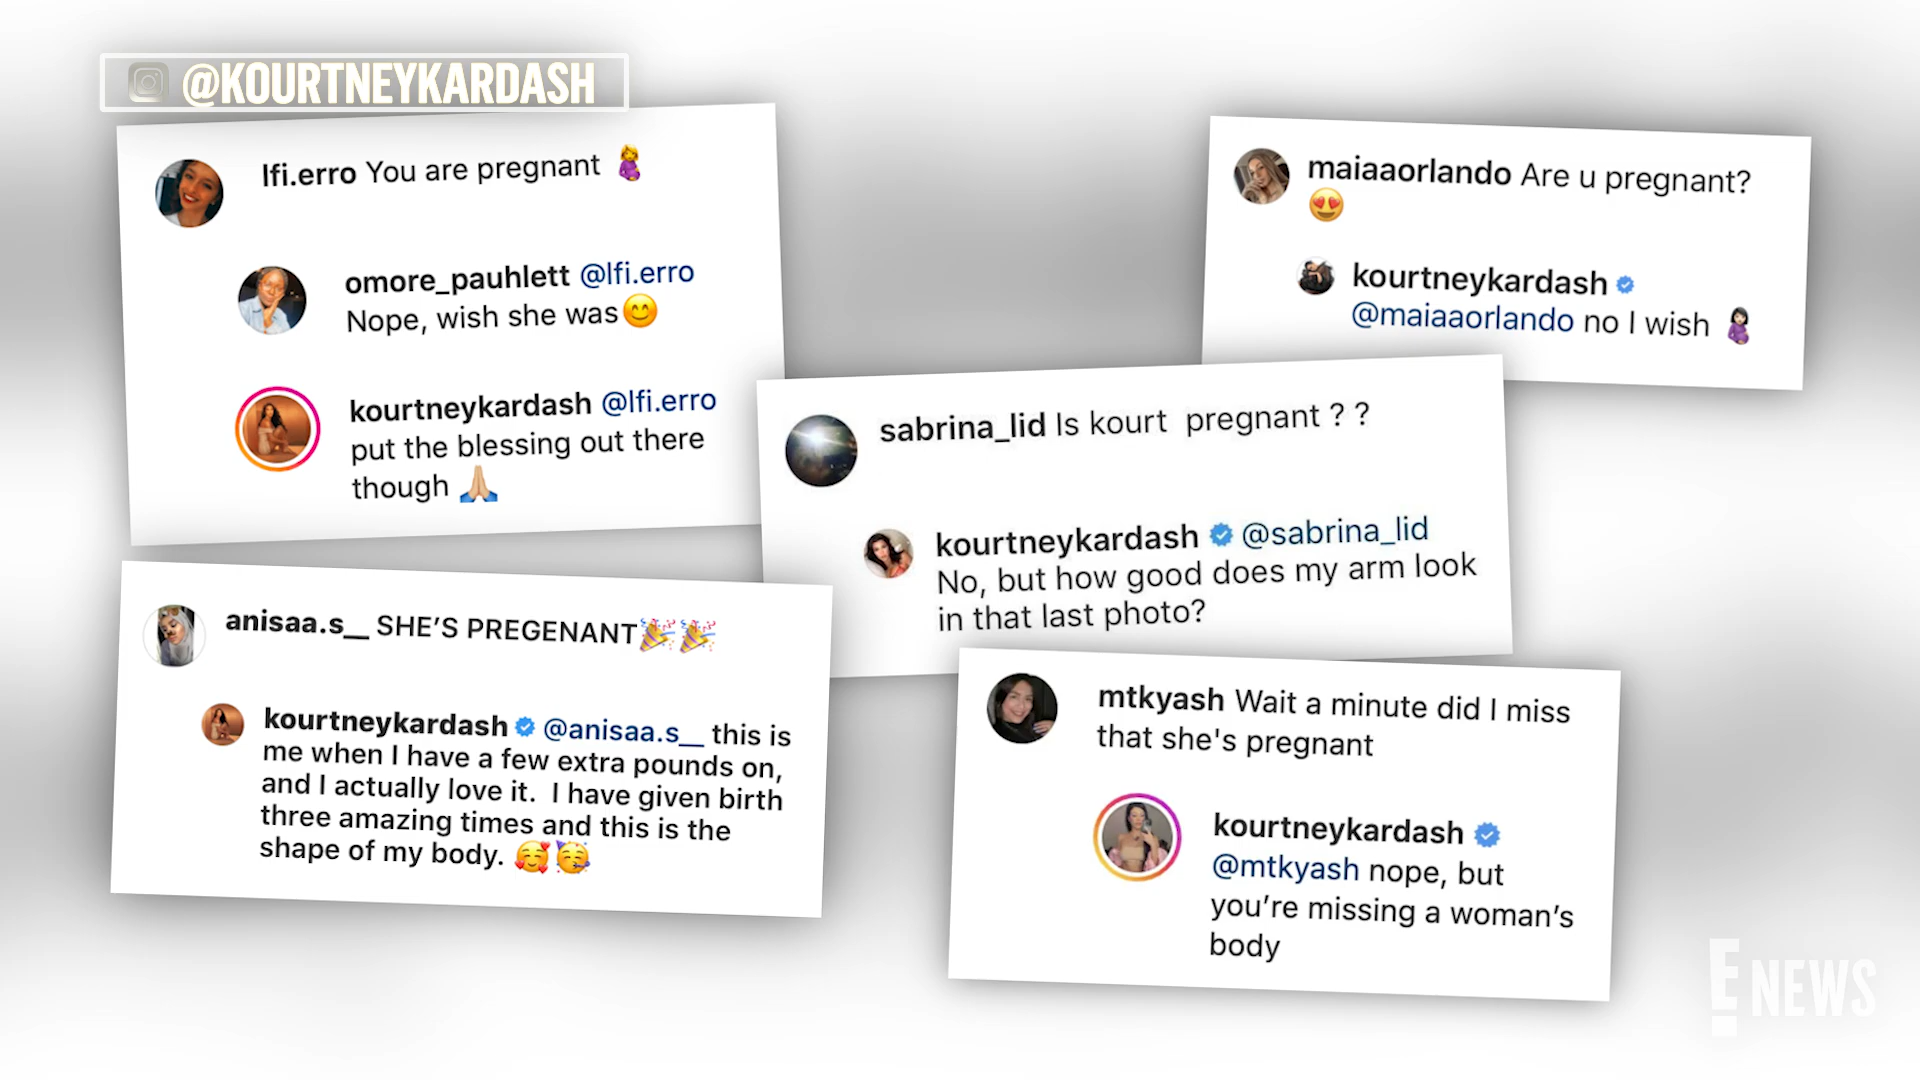 @KOURTNEYKARDASH
lfi.erro You are pregnant 🤰
omore_pauhlett @lfi.erro
Nope, wish she was😊
kourtneykardash @lfi.erro
put the blessing out there
though 🙏🏼
maiaaorlando Are u pregnant?
😍
kourtneykardash
@maiaaorlando no I wish 🤰🏻
sabrina_lid Is kourt  pregnant ? ?
kourtneykardash @sabrina_lid
No, but how good does my arm look
in that last photo?
anisaa.s__ SHE'S PREGENANT🎉🎉
kourtneykardash @anisaa.s__ this is
me when I have a few extra pounds on,
and I actually love it.  I have given birth
three amazing times and this is the
shape of my body. 🥰🥳
mtkyash Wait a minute did I miss
that she's pregnant
kourtneykardash
@mtkyash nope, but
you're missing a woman's
body
E! NEWS